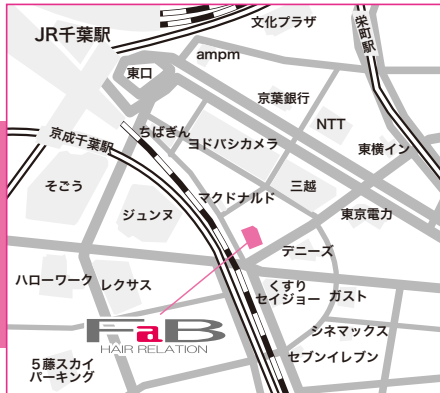 文化プラザ
栄町駅
JR千葉駅
ampm
東口
京葉銀行
NTT
ちばぎん
ヨドバシカメラ
東横イン
京成千葉駅
そごう
マクドナルド
三越
ジュンヌ
東京電力
デニーズ
ハローワーク
レクサス
くすり
セイジョー
ガスト
FaB
HAIR RELATION
シネマックス
セブンイレブン
5藤スカイ
パーキング